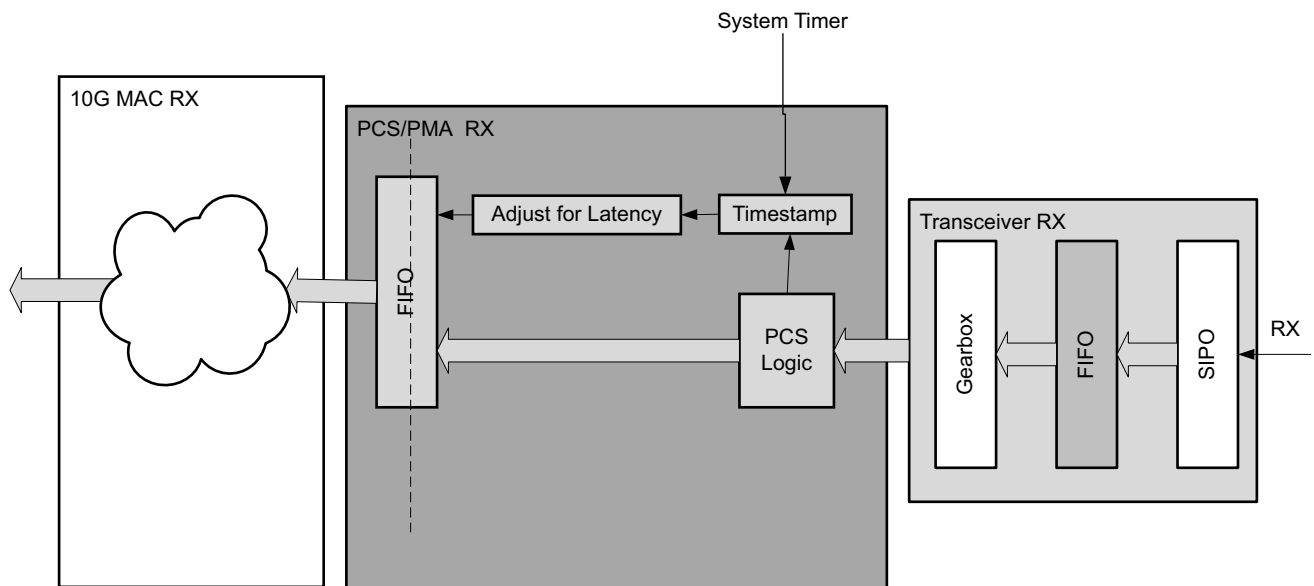 System Timer
10G MAC RX
PCS/PMA RX
FIFO
Adjust for Latency
Timestamp
PCS
Logic
Transceiver RX
Gearbox
FIFO
SIPO
RX